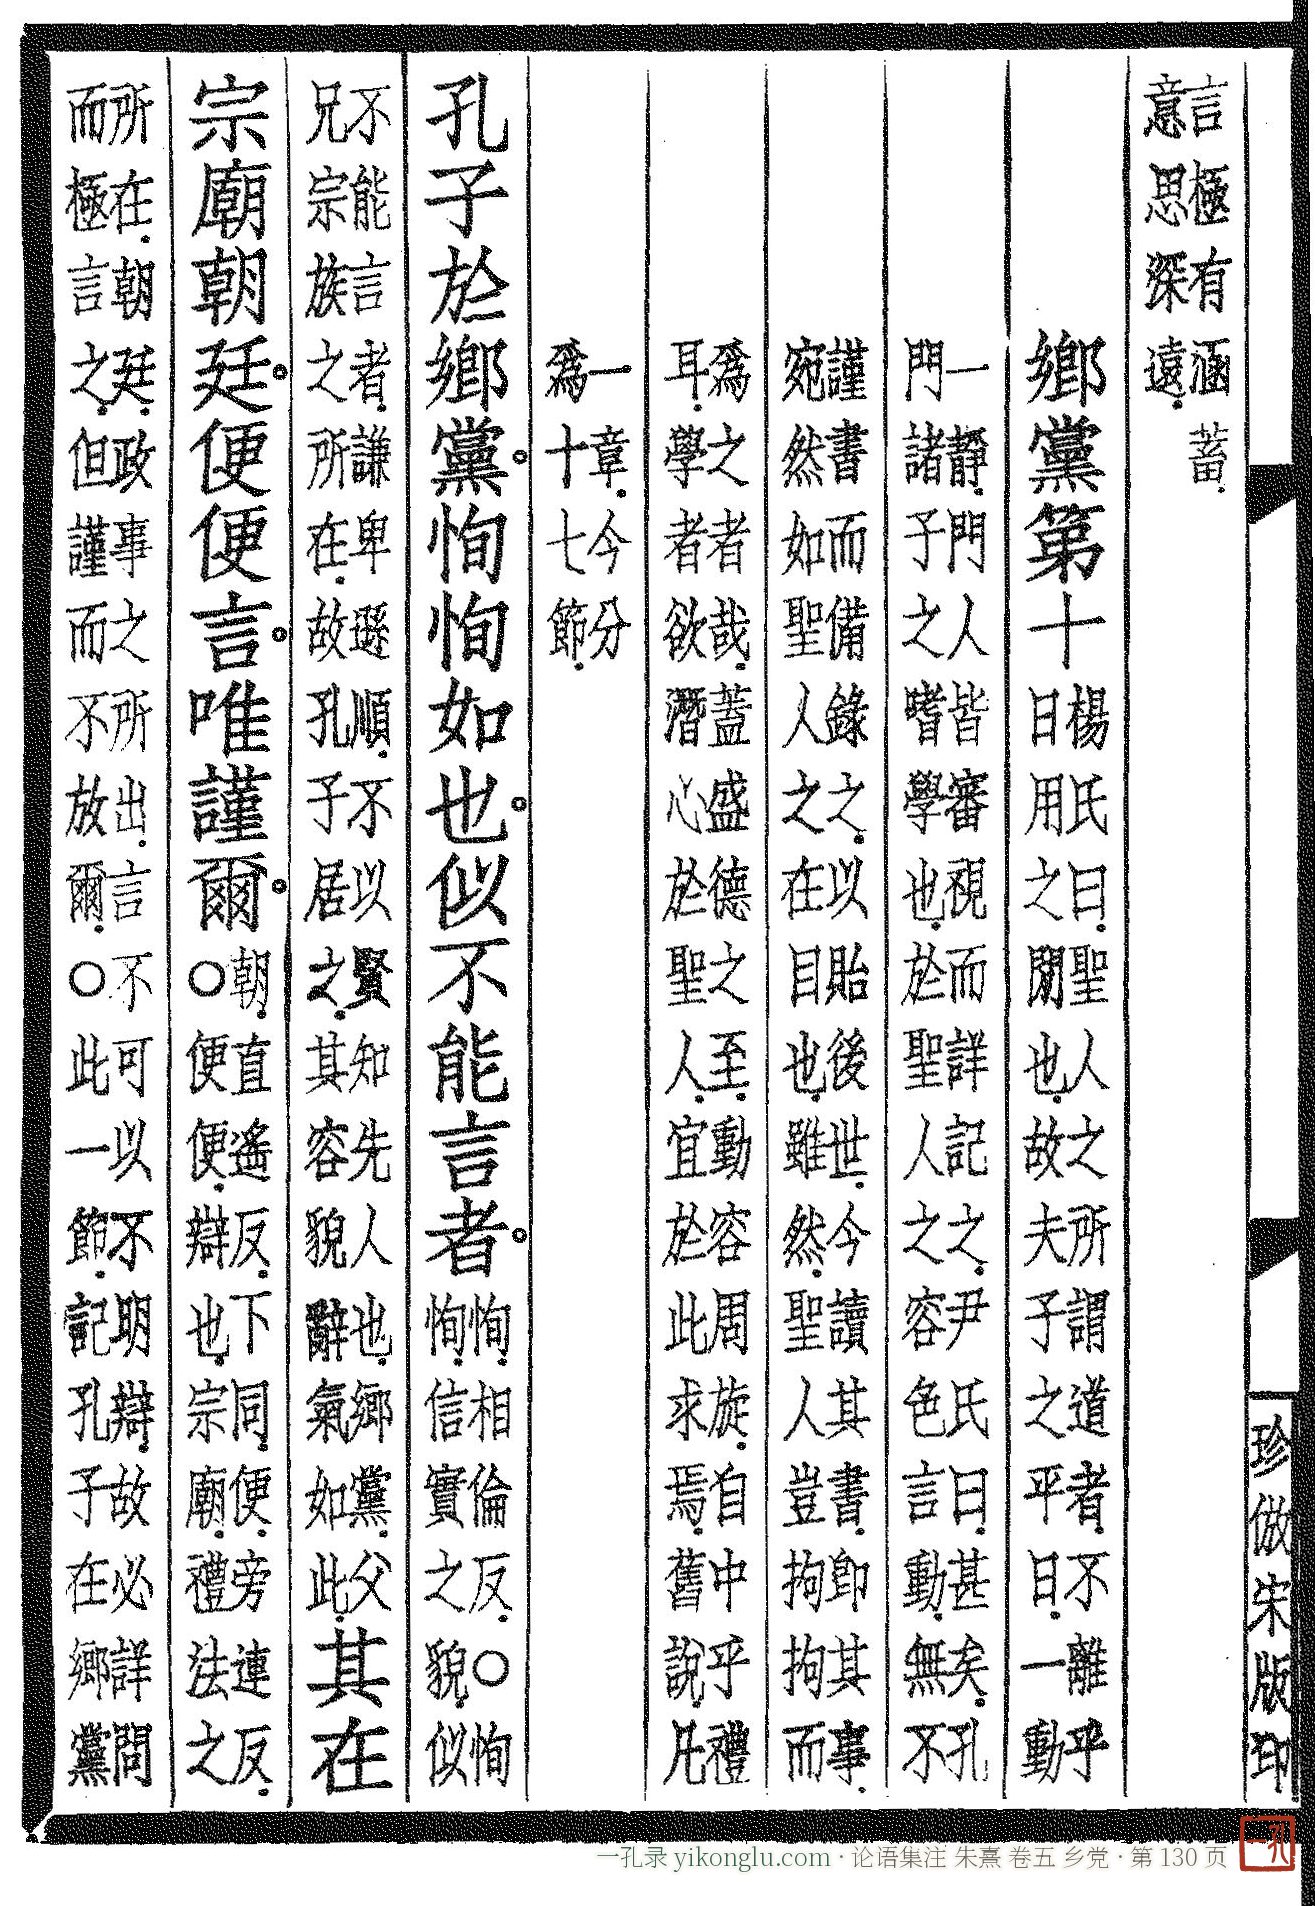 珍倣宋版印
言極有涵蓄。
意思深遠。
鄉黨第十
楊氏曰。聖人之所謂道者。不離乎
日用之閒也。故夫子之平日。一動
一靜。門人皆審視而詳記之。尹氏曰。甚矣。孔
門諸子之嗜學也。於聖人之容色言動。無不
謹書而備錄之。以貽後世。今讀其書。即其事。
宛然如聖人之在目也。雖然。聖人豈拘拘而
爲之者哉。蓋盛德之至。動容周旋。自中乎禮
耳。學者欲潛心於聖人。宜於此求焉。舊說。凡
一章。今分
爲十七節。
孔子於鄉黨。恂恂如也。似不能言者。
恂。相倫反。○恂
恂。信實之貌。似
不能言者。謙卑遜順。不以賢知先人也。鄉黨。父
兄宗族之所在。故孔子居之。其容貌辭氣如此。
其在
宗廟朝廷。便便言。唯謹爾。
朝。直遙反。下同。便。旁連反。
○便便。辯也。宗廟。禮法之
所在。朝廷。政事之所出。言不可以不明辯。故必詳問
而極言之。但謹而不放爾。○此一節。記孔子在鄉黨
一孔录 yikonglu.com · 论语集注 朱熹 卷五 乡党 · 第 130 页
一孔